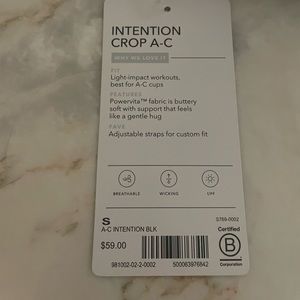 INTENTION
CROP A-C
WHY WE LOVE IT
FIT
Light-impact workouts,
best for A-C cups
FEATURES
Powervita™ fabric is buttery
soft with support that feels
like a gentle hug
FAVE
Adjustable straps for custom fit
BREATHABLE WICKING UPF
S S769-0002
A-C INTENTION BLK
$59.00
Certified
B
Corporation
981002-02-2-0002 500083976842